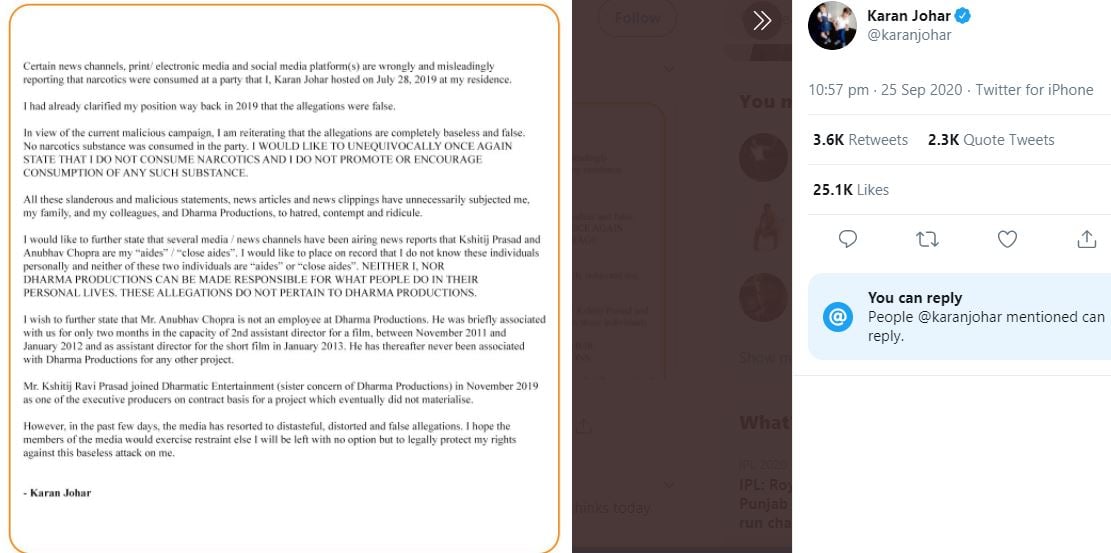 Certain news channels, print/ electronic media and social media platform(s) are wrongly and misleadingly
reporting that narcotics were consumed at a party that I, Karan Johar hosted on July 28, 2019 at my residence.
I had already clarified my position way back in 2019 that the allegations were false.
In view of the current malicious campaign, I am reiterating that the allegations are completely baseless and false.
No narcotics substance was consumed in the party. I WOULD LIKE TO UNEQUIVOCALLY ONCE AGAIN
STATE THAT I DO NOT CONSUME NARCOTICS AND I DO NOT PROMOTE OR ENCOURAGE
CONSUMPTION OF ANY SUCH SUBSTANCE.
All these slanderous and malicious statements, news articles and news clippings have unnecessarily subjected me,
my family, and my colleagues, and Dharma Productions, to hatred, contempt and ridicule.
I would like to further state that several media / news channels have been airing news reports that Kshitij Prasad and
Anubhav Chopra are my “aides” / “close aides”. I would like to place on record that I do not know these individuals
personally and neither of these two individuals are “aides” or “close aides”. NEITHER I, NOR
DHARMA PRODUCTIONS CAN BE MADE RESPONSIBLE FOR WHAT PEOPLE DO IN THEIR
PERSONAL LIVES. THESE ALLEGATIONS DO NOT PERTAIN TO DHARMA PRODUCTIONS.
I wish to further state that Mr. Anubhav Chopra is not an employee at Dharma Productions. He was briefly associated
with us for only two months in the capacity of 2nd assistant director for a film, between November 2011 and
January 2012 and as assistant director for the short film in January 2013. He has thereafter never been associated
with Dharma Productions for any other project.
Mr. Kshitij Ravi Prasad joined Dharmatic Entertainment (sister concern of Dharma Productions) in November 2019
as one of the executive producers on contract basis for a project which eventually did not materialise.
However, in the past few days, the media has resorted to distasteful, distorted and false allegations. I hope the
members of the media would exercise restraint else I will be left with no option but to legally protect my rights
against this baseless attack on me.
- Karan Johar
Follow
You m
Show m
What'
IPL 2020
IPL: Roy
Punjab
run cha
hinks today.
Karan Johar
@karanjohar
10:57 pm · 25 Sep 2020 · Twitter for iPhone
3.6K Retweets 2.3K Quote Tweets
25.1K Likes
You can reply
People @karanjohar mentioned can
reply.